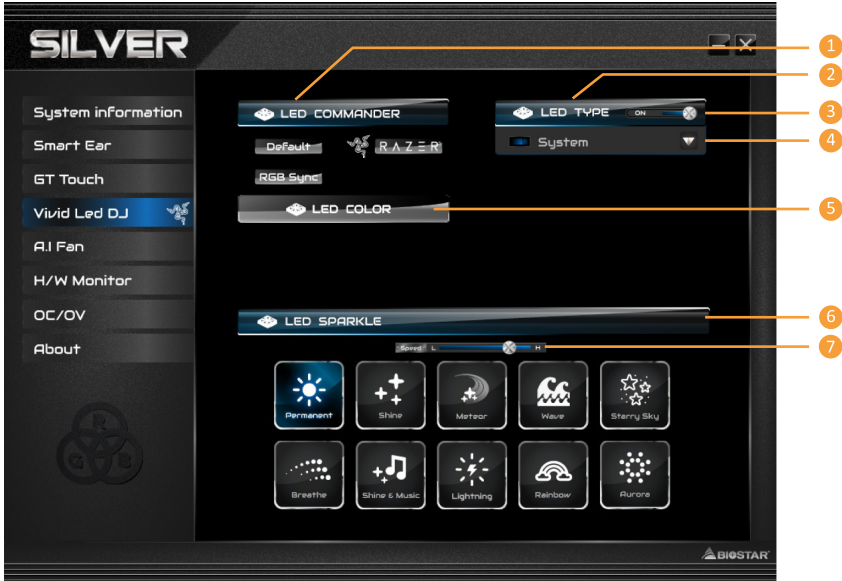 SILVER
1
2
System information
LED COMMANDER
LED TYPE
ON
3
Smart Ear
Default
RAZER
System
4
GT Touch
RGB Sync
Vivid Led DJ
LED COLOR
5
A.I Fan
H/W Monitor
OC/OV
LED SPARKLE
6
About
Speed L H
7
Permanent
Shine
Meteor
Wave
Starry Sky
R
G B
Breathe
Shine & Music
Lightning
Rainbow
Aurora
BIOSTAR